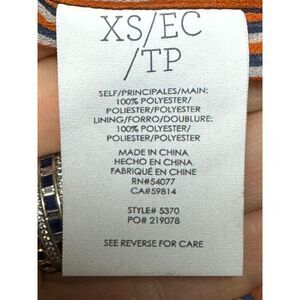 XS/EC
/TP
SELF/PRINCIPALES/MAIN:
100% POLYESTER/
POLIESTER/POLYESTER
LINING/FORRO/DOUBLURE:
100% POLYESTER/
POLIESTER/POLYESTER
MADE IN CHINA
HECHO EN CHINA
FABRIQUÉ EN CHINE
RN#54077
CA#59814
STYLE# 5370
PO# 219078
SEE REVERSE FOR CARE